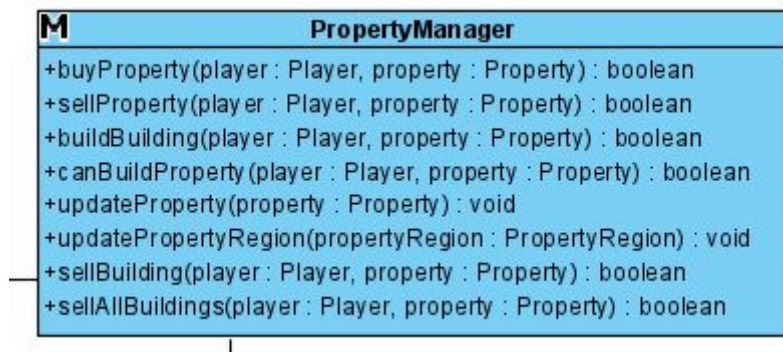 M PropertyManager
+buyProperty(player : Player, property : Property) : boolean
+sellProperty(player : Player, property : Property) : boolean
+buildBuilding(player : Player, property : Property) : boolean
+canBuildProperty(player : Player, property : Property) : boolean
+updateProperty(property : Property) : void
+updatePropertyRegion(propertyRegion : PropertyRegion) : void
+sellBuilding(player : Player, property : Property) : boolean
+sellAllBuildings(player : Player, property : Property) : boolean